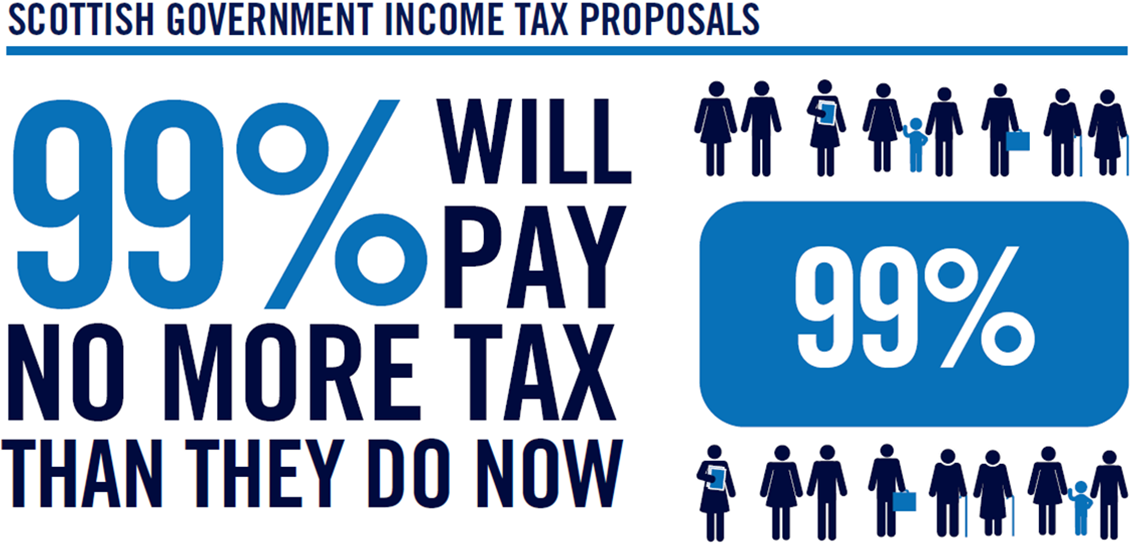 SCOTTISH GOVERNMENT INCOME TAX PROPOSALS
99% WILL
PAY
NO MORE TAX
THAN THEY DO NOW
99%